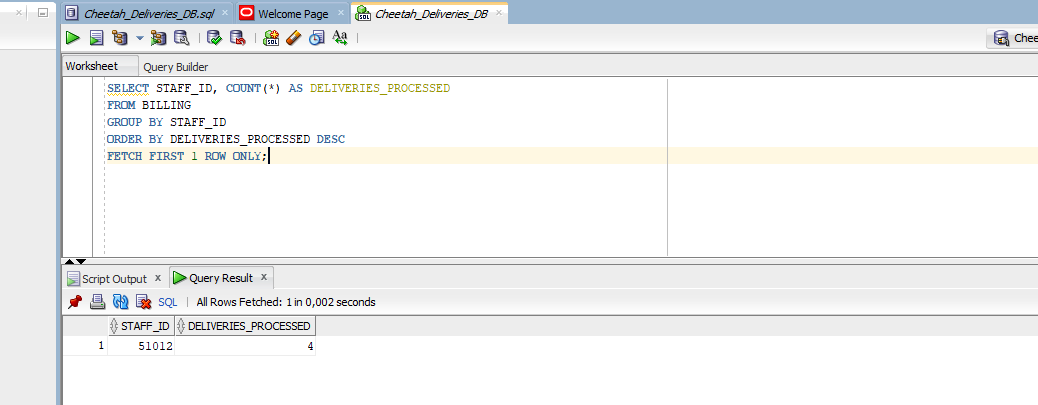 Cheetah_Deliveries_DB.sql
Welcome Page
Cheetah_Deliveries_DB
SQL
Aa
Chee
Worksheet
Query Builder
SELECT STAFF_ID, COUNT(*) AS DELIVERIES_PROCESSED
FROM BILLING
GROUP BY STAFF_ID
ORDER BY DELIVERIES_PROCESSED DESC
FETCH FIRST 1 ROW ONLY;
Script Output
Query Result
SQL
All Rows Fetched: 1 in 0,002 seconds
STAFF_ID DELIVERIES_PROCESSED
1 51012 4